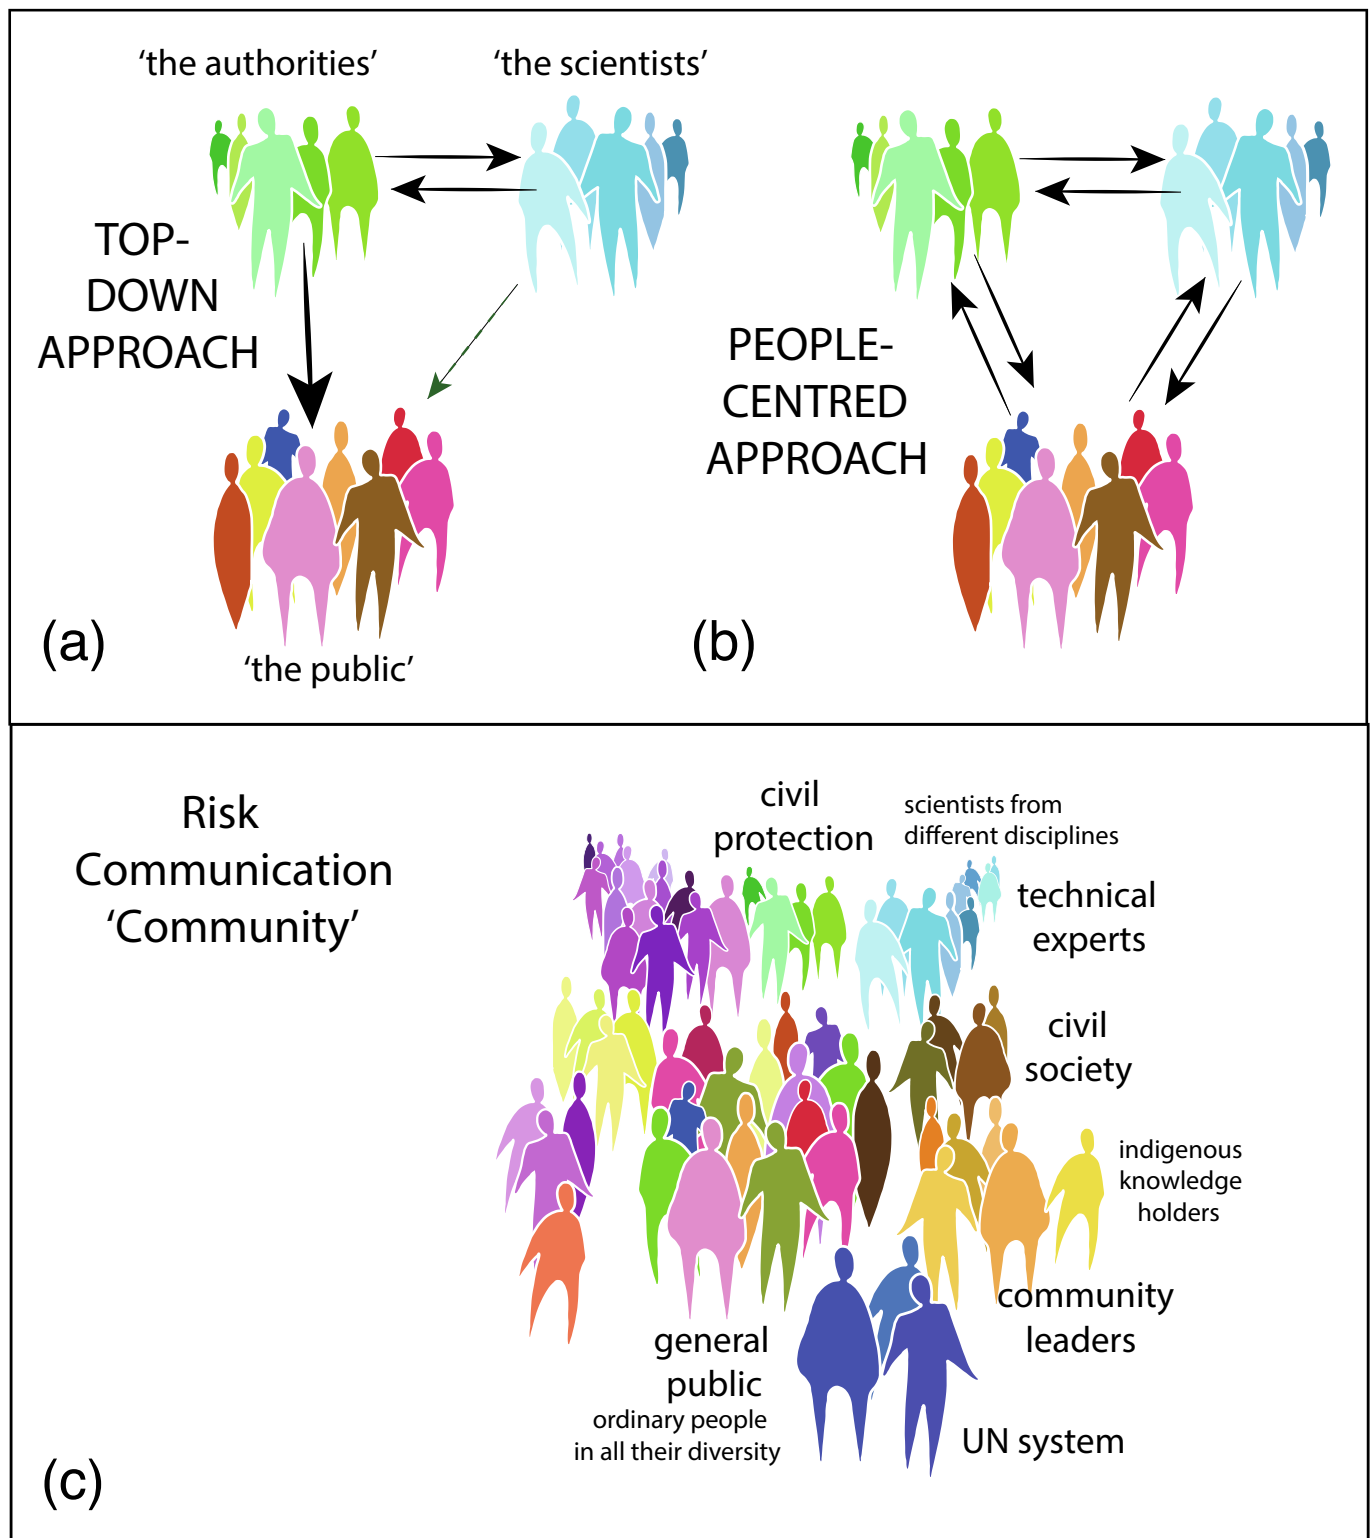 ‘the authorities’
‘the scientists’
TOP-
DOWN
APPROACH
PEOPLE-
CENTRED
APPROACH
(a)
‘the public’
(b)
Risk
Communication
‘Community’
civil
protection
scientists from
different disciplines
technical
experts
civil
society
indigenous
knowledge
holders
community
leaders
general
public
ordinary people
in all their diversity
UN system
(c)